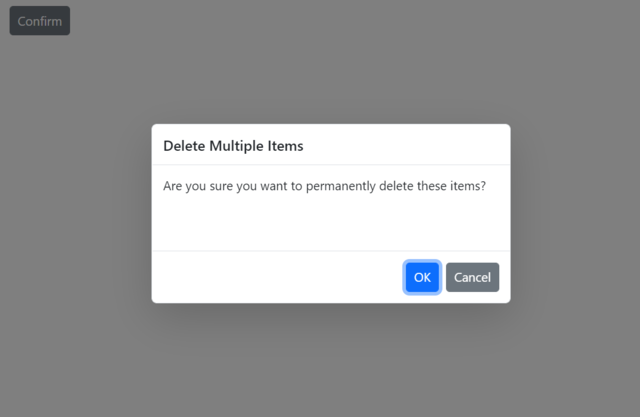 Confirm
Delete Multiple Items
Are you sure you want to permanently delete these items?
OK
Cancel